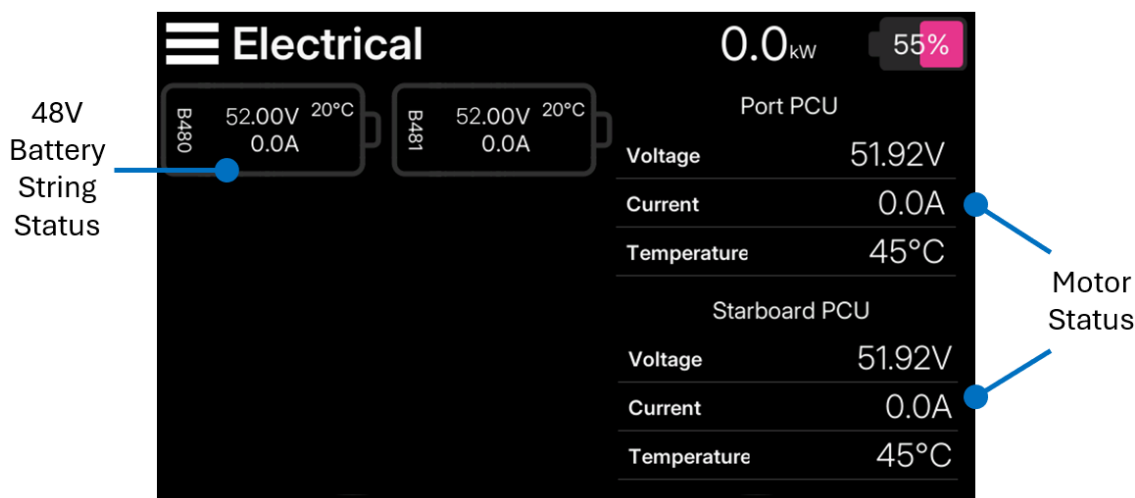 Electrical
0.0kW
55%
48V
Battery
String
Status
B480
52.00V 20°C
0.0A
B481
52.00V 20°C
0.0A
Port PCU
Voltage 51.92V
Current 0.0A
Temperature 45°C
Starboard PCU
Voltage 51.92V
Current 0.0A
Temperature 45°C
Motor
Status